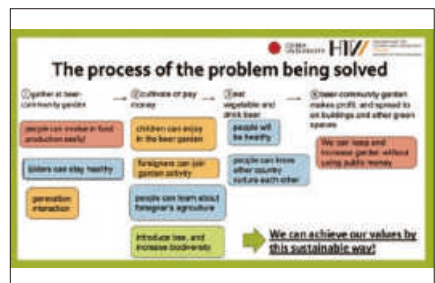 CHIBA
UNIVERSITY
The process of the problem being solved
①gather at beer
community garden
→
②cultivate or pay
money
→
③eat
vegetable and
drink beer
→
④beer community garden
makes profit, and spread to
on buildings and other green
spaces
people can involve in food
production easily!
elders can stay healthy
generation
interaction
children can enjoy
in the beer garden
foreigners can join
garden activity
people can learn about
foreigner's agriculture
introduce bee, and
increase biodiversity
people will
be healthy
people can know
other country
culture each other
We can keep and
increase garden without
using public money
We can achieve our values by
this sustainable way!